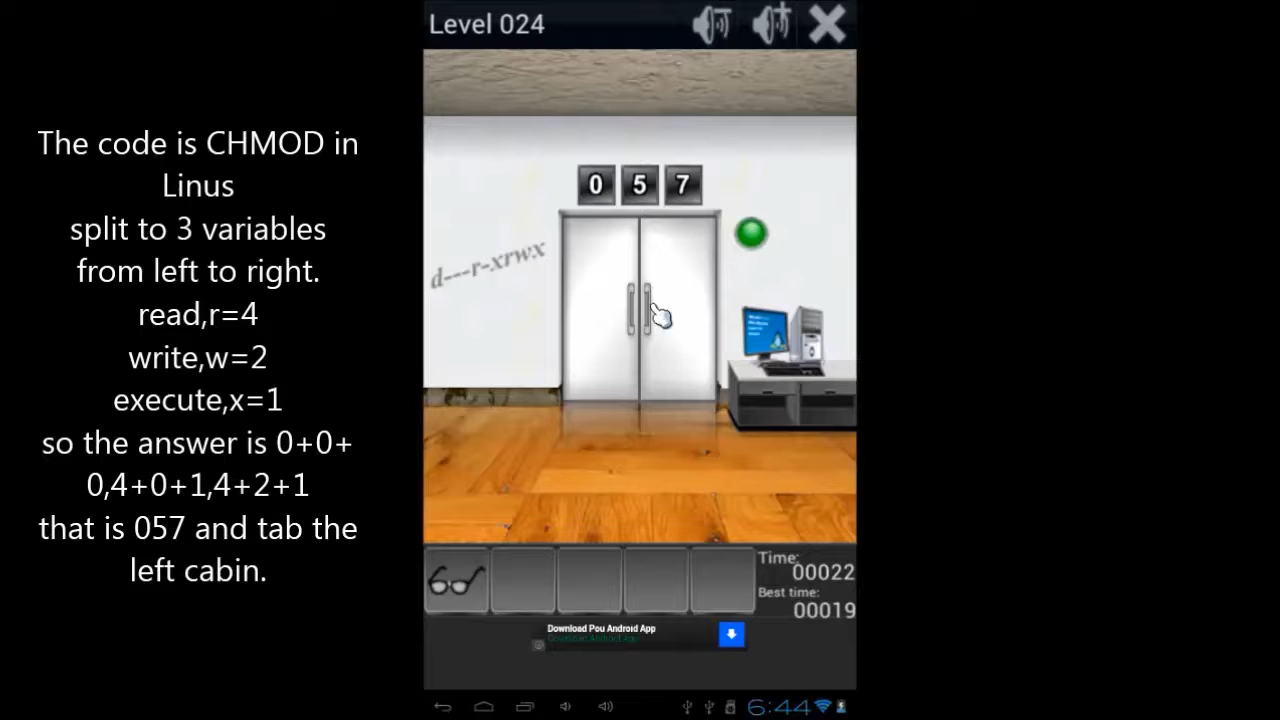 Level 024
The code is CHMOD in
Linus
split to 3 variables
from left to right.
read,r=4
write,w=2
execute,x=1
so the answer is 0+0+
0,4+0+1,4+2+1
that is 057 and tab the
left cabin.
0 5 7
d---r-xrwx
Time:
00022
Best time:
00019
Download Pou Android App
Download Android App
6:44